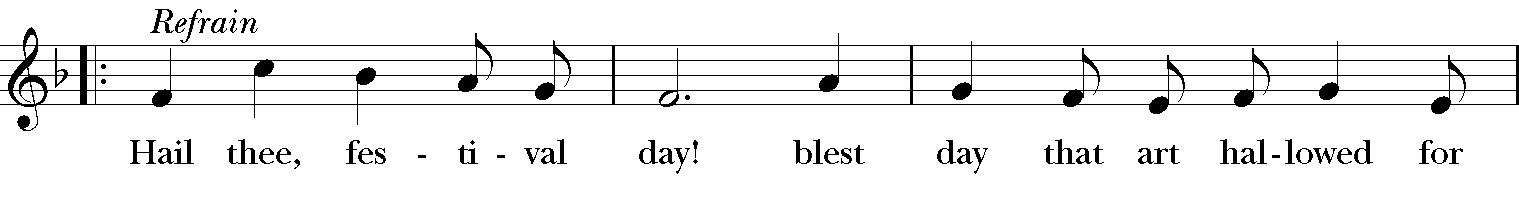 Refrain
Hail thee, fes - ti - val day! blest day that art hal - lowed for